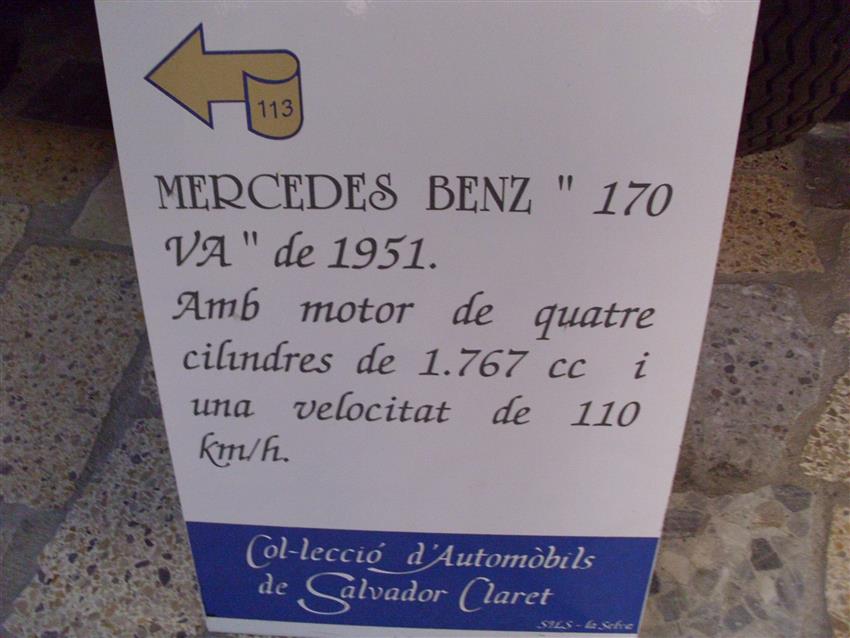 113
MERCEDES BENZ " 170
VA " de 1951.
Amb motor de quatre
cilindres de 1.767 cc i
una velocitat de 110
km/h.
Col-lecció d'Automòbils
de Salvador Claret
SILS - la Selva